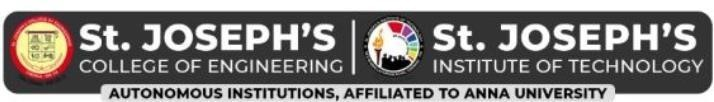 St. JOSEPH'S
COLLEGE OF ENGINEERING
St. JOSEPH'S
INSTITUTE OF TECHNOLOGY
AUTONOMOUS INSTITUTIONS, AFFILIATED TO ANNA UNIVERSITY